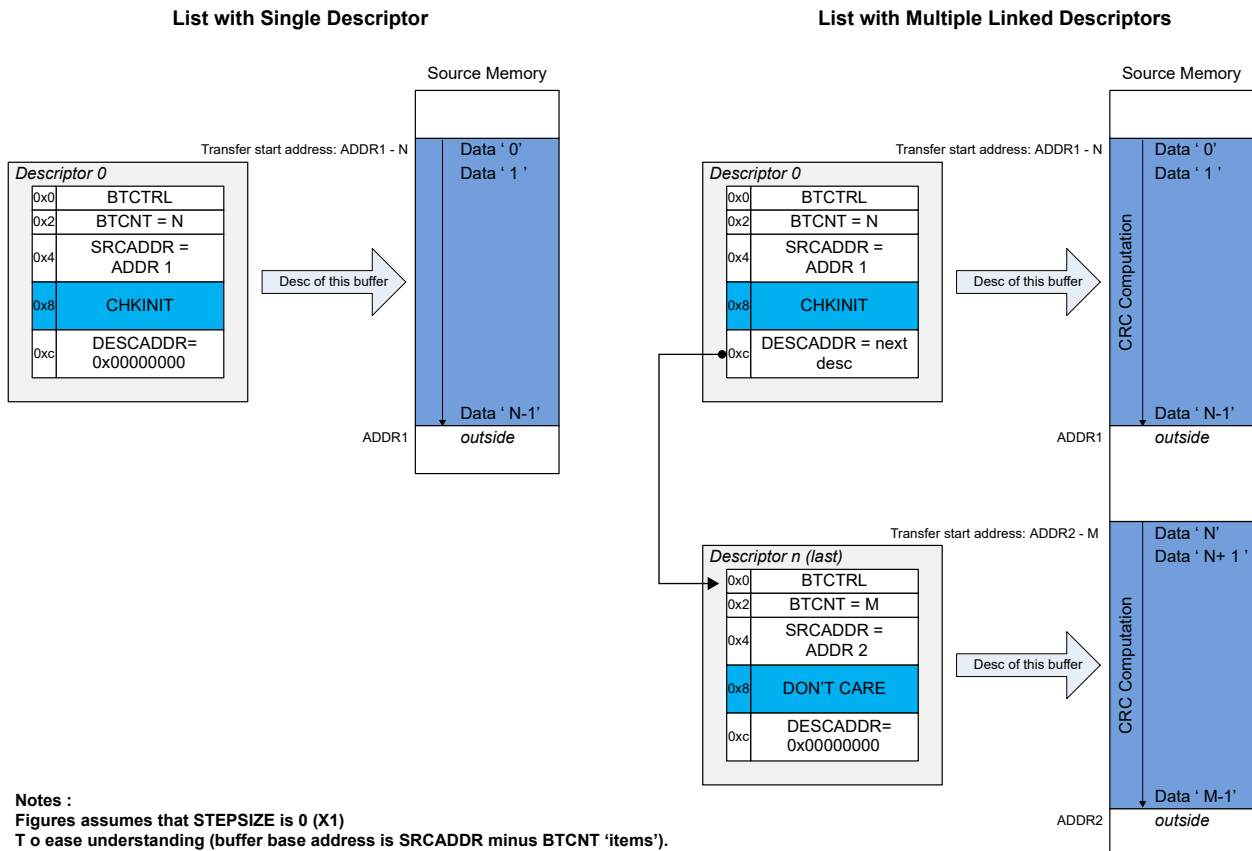 List with Single Descriptor
Source Memory
Transfer start address: ADDR1 - N
Data ‘ 0’
Data ‘ 1 ’
Descriptor 0
0x0
BTCTRL
0x2
BTCNT = N
0x4
SRCADDR =
ADDR 1
0x8
CHKINIT
0xc
DESCADDR=
0x00000000
Desc of this buffer
Data ‘ N-1’
ADDR1
outside
List with Multiple Linked Descriptors
Source Memory
Transfer start address: ADDR1 - N
Data ‘ 0’
Data ‘ 1 ’
Descriptor 0
0x0
BTCTRL
0x2
BTCNT = N
0x4
SRCADDR =
ADDR 1
0x8
CHKINIT
0xc
DESCADDR = next
desc
Desc of this buffer
CRC Computation
Data ‘ N-1’
ADDR1
outside
Transfer start address: ADDR2 - M
Data ‘ N’
Data ‘ N+ 1 ’
Descriptor n (last)
0x0
BTCTRL
0x2
BTCNT = M
0x4
SRCADDR =
ADDR 2
0x8
DON'T CARE
0xc
DESCADDR=
0x00000000
Desc of this buffer
CRC Computation
Data ‘ M-1’
ADDR2
outside
Notes :
Figures assumes that STEPSIZE is 0 (X1)
T o ease understanding (buffer base address is SRCADDR minus BTCNT ‘items’).